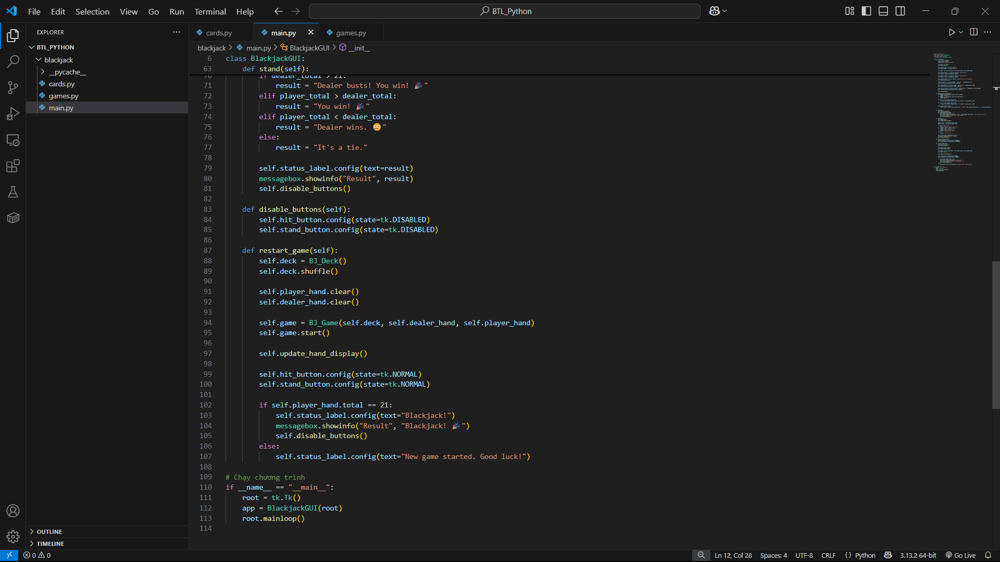 File Edit Selection View Go Run Terminal Help
BTL_Python
EXPLORER
BTL_PYTHON
blackjack
__pycache__
cards.py
games.py
main.py
OUTLINE
TIMELINE
cards.py main.py games.py
blackjack > main.py > BlackjackGUI > __init__
6 class BlackjackGUI:
63     def stand(self):
70         if dealer_total > 21:
71             result = "Dealer busts! You win! 🎉"
72         elif player_total > dealer_total:
73             result = "You win! 🎉"
74         elif player_total < dealer_total:
75             result = "Dealer wins. 😳"
76         else:
77             result = "It's a tie."
78
79         self.status_label.config(text=result)
80         messagebox.showinfo("Result", result)
81         self.disable_buttons()
82
83     def disable_buttons(self):
84         self.hit_button.config(state=tk.DISABLED)
85         self.stand_button.config(state=tk.DISABLED)
86
87     def restart_game(self):
88         self.deck = BJ_Deck()
89         self.deck.shuffle()
90
91         self.player_hand.clear()
92         self.dealer_hand.clear()
93
94         self.game = BJ_Game(self.deck, self.dealer_hand, self.player_hand)
95         self.game.start()
96
97         self.update_hand_display()
98
99         self.hit_button.config(state=tk.NORMAL)
100         self.stand_button.config(state=tk.NORMAL)
101
102         if self.player_hand.total == 21:
103             self.status_label.config(text="Blackjack!")
104             messagebox.showinfo("Result", "Blackjack! 🎉")
105             self.disable_buttons()
106         else:
107             self.status_label.config(text="New game started. Good luck!")
108
109 # Chạy chương trình
110 if __name__ == "__main__":
111     root = tk.Tk()
112     app = BlackjackGUI(root)
113     root.mainloop()
114
0 0 Ln 12, Col 28 Spaces: 4 UTF-8 CRLF {} Python 3.13.2 64-bit Go Live